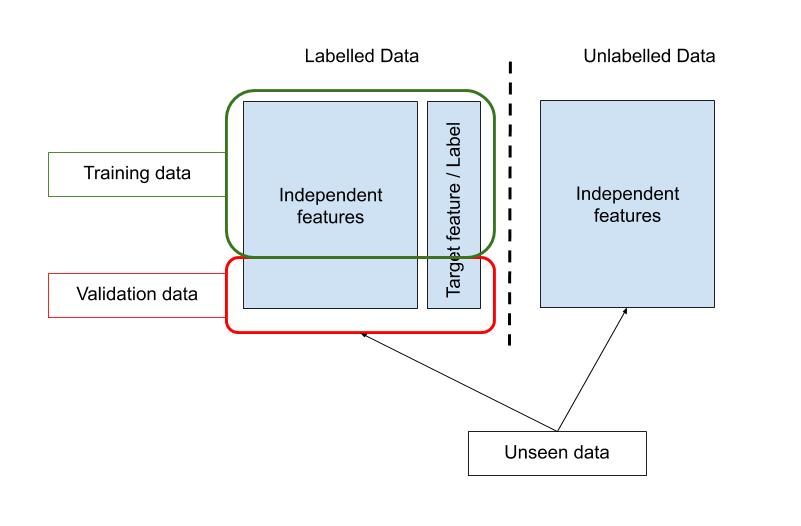 Labelled Data
Unlabelled Data
Training data
Independent
features
Target feature / Label
Independent
features
Validation data
Unseen data